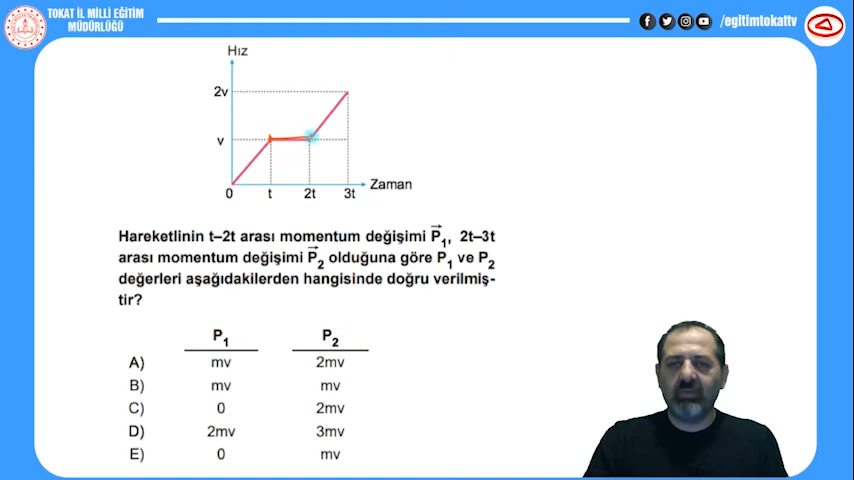 TOKAT İL MİLLİ EĞİTİM
MÜDÜRLÜĞÜ
/egitimtokattv
Hız
2v
v
0 t 2t 3t
Zaman
Hareketlinin t–2t arası momentum değişimi P₁, 2t–3t
arası momentum değişimi P₂ olduğuna göre P₁ ve P₂
değerleri aşağıdakilerden hangisinde doğru verilmiş-
tir?
P₁ P₂
A) mv 2mv
B) mv mv
C) 0 2mv
D) 2mv 3mv
E) 0 mv